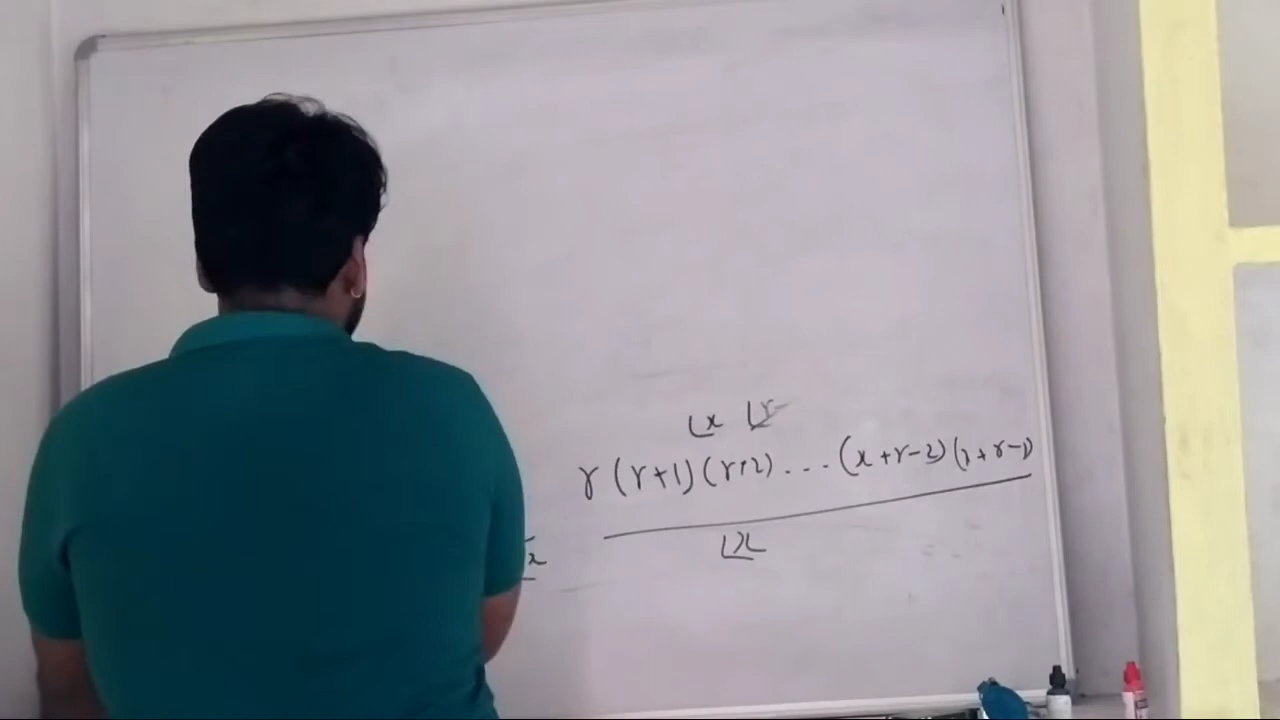 ⌊x ⌊r-
r (r+1) (r+2) ... (x+r-2) (x+r-1)
⌊x
x